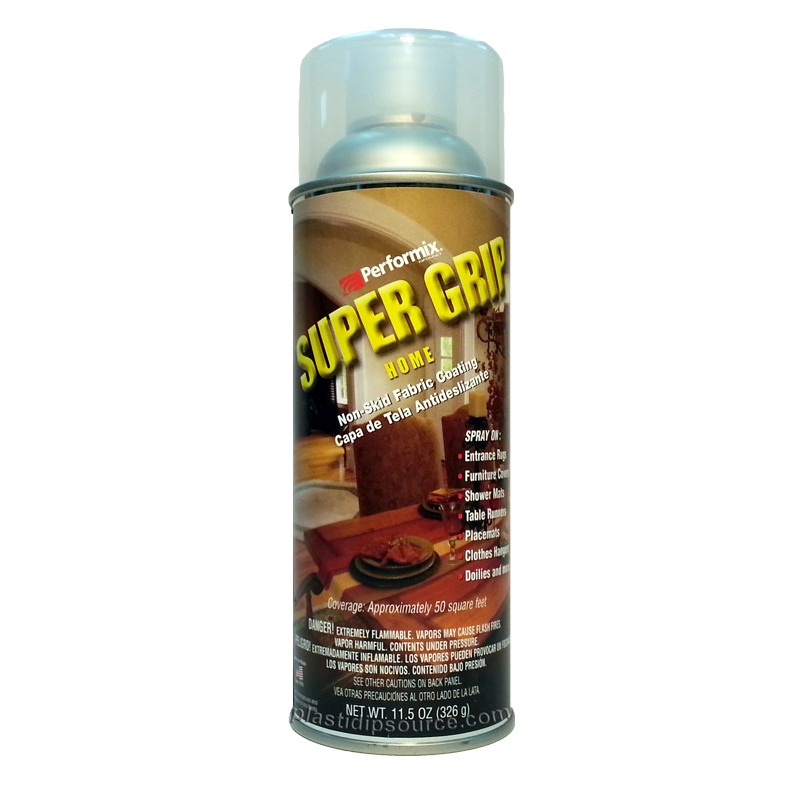 Performix.
SUPER GRIP
HOME
Non-Skid Fabric Coating
Capa de Tela Antideslizante
SPRAY ON:
• Entrance Rugs
• Furniture
• Shower Mats
• Table Runners
• Placemats
• Clothes
• Doilies and
Coverage: Approximately 50 square feet
DANGER! EXTREMELY FLAMMABLE. VAPORS MAY CAUSE FLASH FIRES.
VAPOR HARMFUL. CONTENTS UNDER PRESSURE.
EXTREMADAMENTE INFLAMABLE. LOS VAPORES PUEDEN PROVOCAR UN
LOS VAPORES SON NOCIVOS. CONTENIDO BAJO PRESIÓN.
SEE OTHER CAUTIONS ON BACK PANEL.
VEA OTRAS PRECAUCIONES AL OTRO LADO DE LA LATA.
NET WT. 11.5 OZ (326 g)
plastidipsource.com